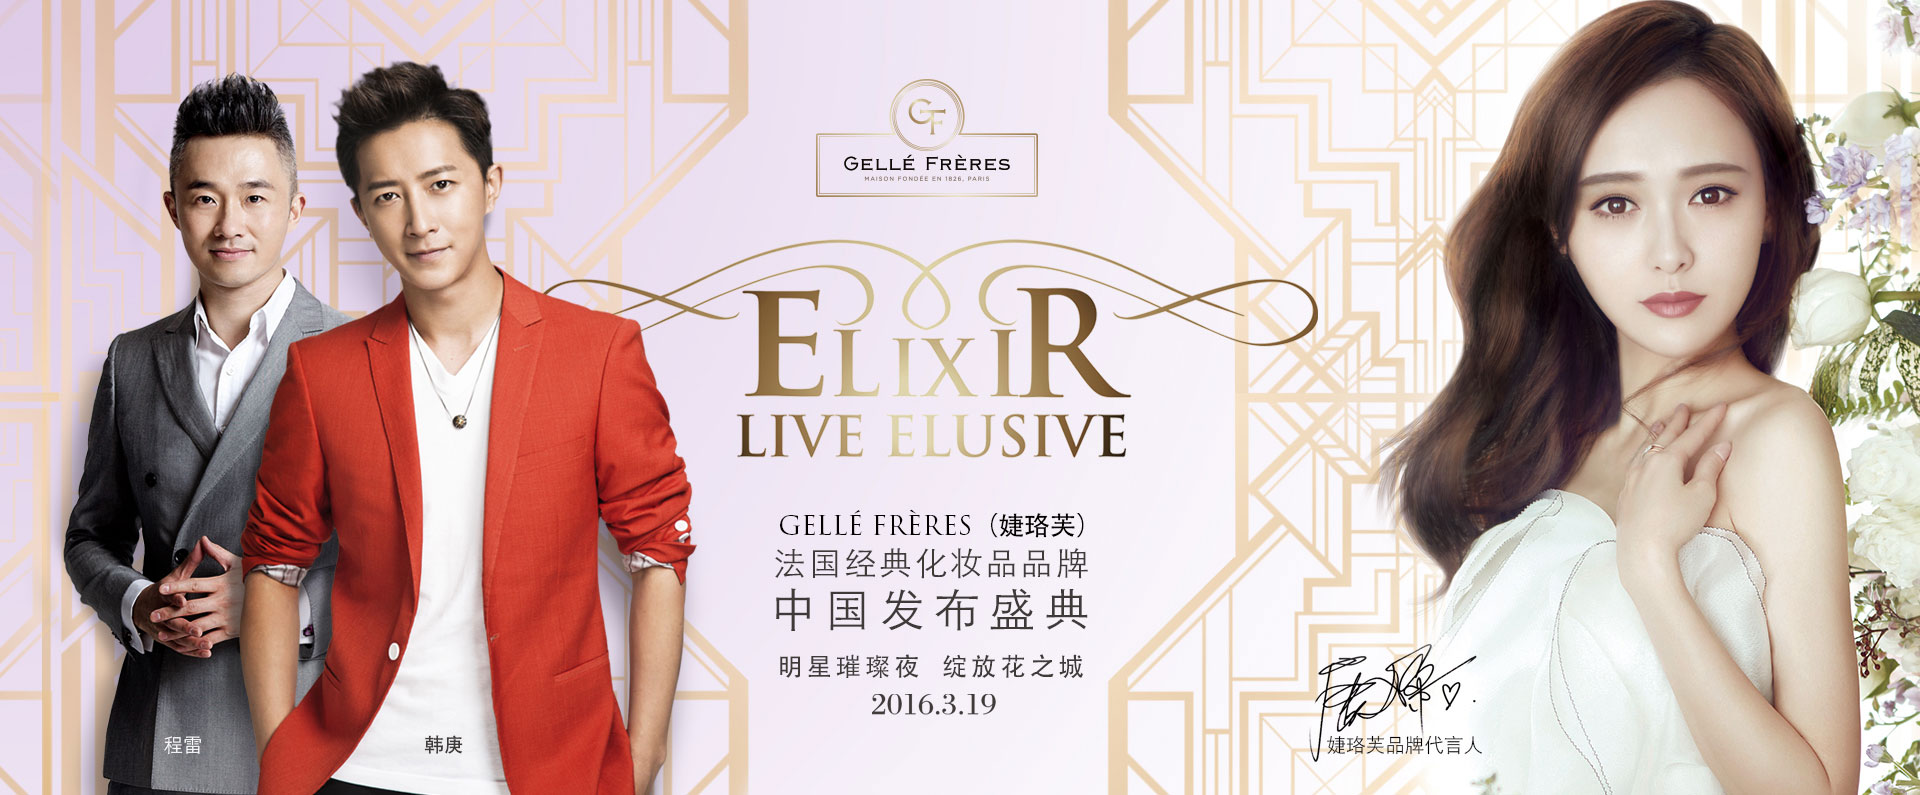 GF
GELLÉ FRÈRES
MAISON FONDÉE EN 1826, PARIS
ELIXIR
LIVE ELUSIVE
GELLÉ FRÈRES（婕珞芙）
法国经典化妆品品牌
中国发布盛典
明星璀璨夜 绽放花之城
2016.3.19
程雷
韩庚
婕珞芙品牌代言人